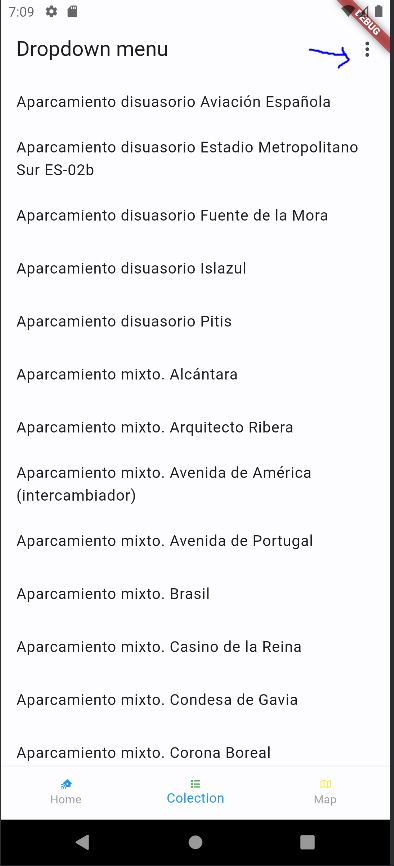 7:09
DEBUG
Dropdown menu
Aparcamiento disuasorio Aviación Española
Aparcamiento disuasorio Estadio Metropolitano
Sur ES-02b
Aparcamiento disuasorio Fuente de la Mora
Aparcamiento disuasorio Islazul
Aparcamiento disuasorio Pitis
Aparcamiento mixto. Alcántara
Aparcamiento mixto. Arquitecto Ribera
Aparcamiento mixto. Avenida de América
(intercambiador)
Aparcamiento mixto. Avenida de Portugal
Aparcamiento mixto. Brasil
Aparcamiento mixto. Casino de la Reina
Aparcamiento mixto. Condesa de Gavia
Aparcamiento mixto. Corona Boreal
Home
Colection
Map